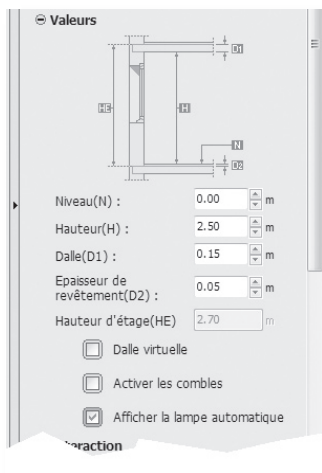 Valeurs
D1
HE
H
N
D2
Niveau(N) : 0.00 m
Hauteur(H) : 2.50 m
Dalle(D1) : 0.15 m
Epaisseur de
revêtement(D2) : 0.05 m
Hauteur d'étage(HE) 2.70 m
Dalle virtuelle
Activer les combles
Afficher la lampe automatique
eraction